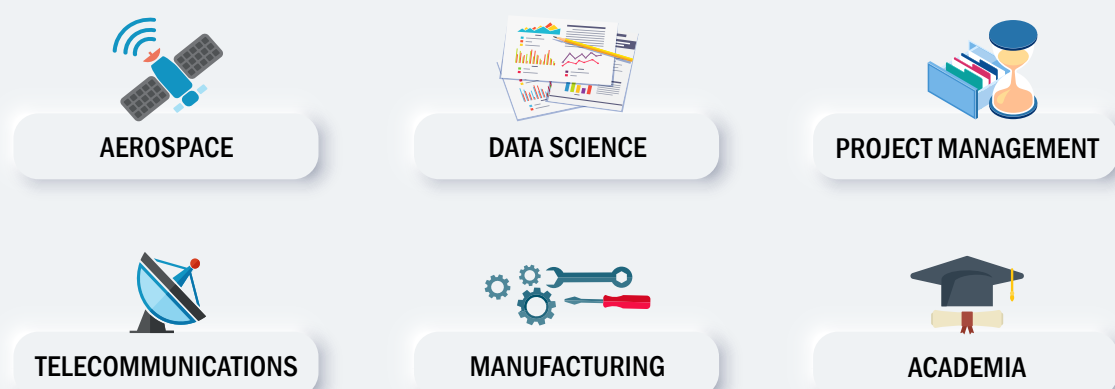 AEROSPACE
DATA SCIENCE
PROJECT MANAGEMENT
TELECOMMUNICATIONS
MANUFACTURING
ACADEMIA